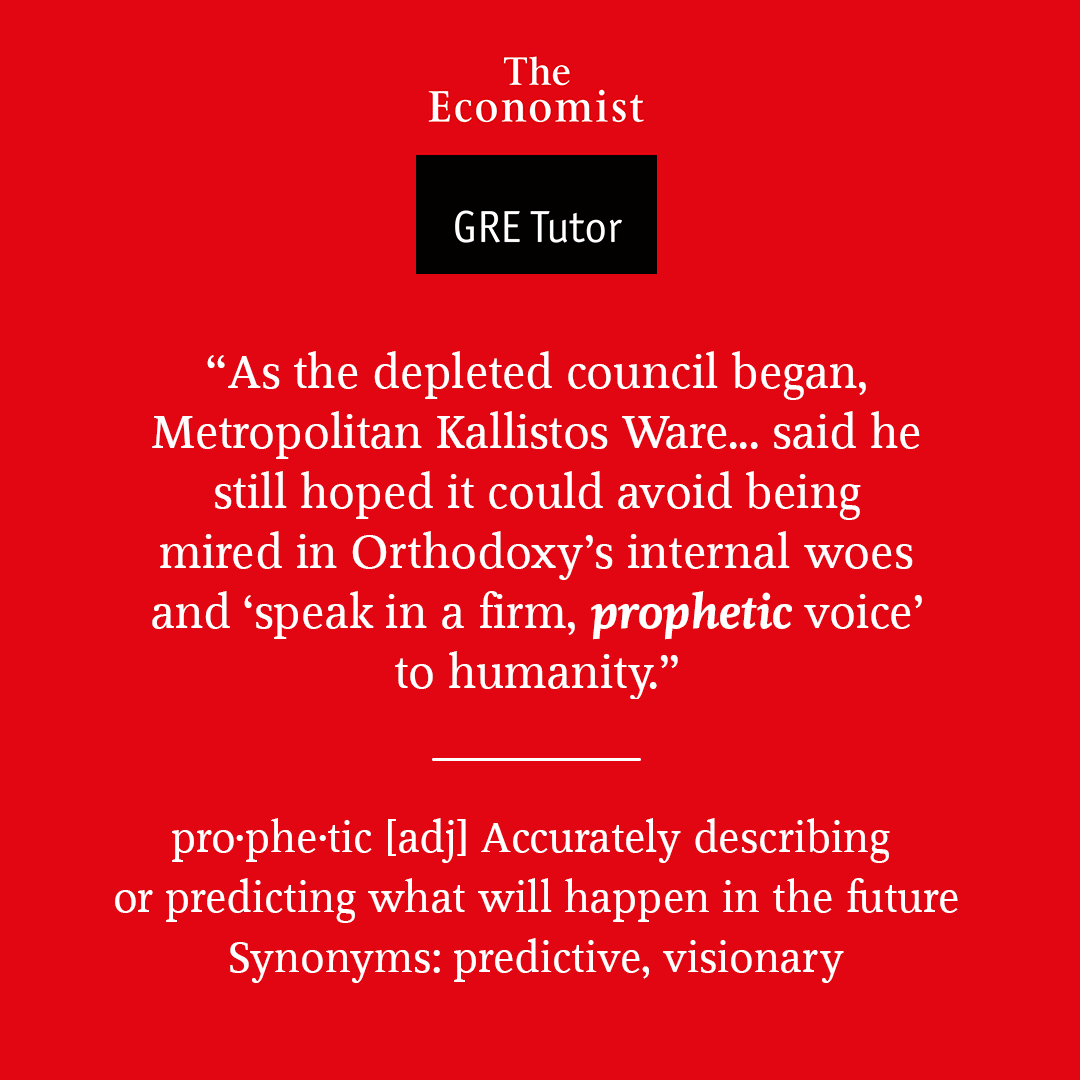 The
Economist
GRE Tutor
“As the depleted council began,
Metropolitan Kallistos Ware... said he
still hoped it could avoid being
mired in Orthodoxy’s internal woes
and ‘speak in a firm, prophetic voice’
to humanity.”
pro·phe·tic [adj] Accurately describing
or predicting what will happen in the future
Synonyms: predictive, visionary